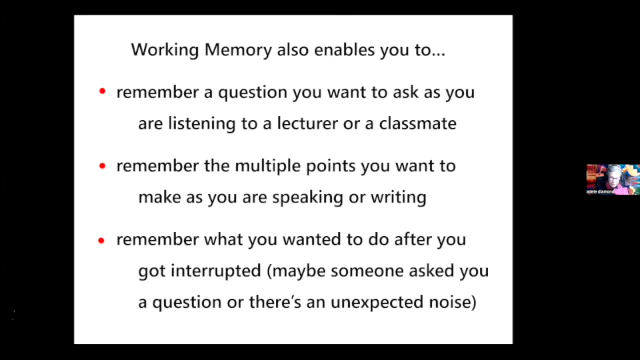 Working Memory also enables you to...
• remember a question you want to ask as you
are listening to a lecturer or a classmate
• remember the multiple points you want to
make as you are speaking or writing
• remember what you wanted to do after you
got interrupted (maybe someone asked you
a question or there's an unexpected noise)
adele diamond